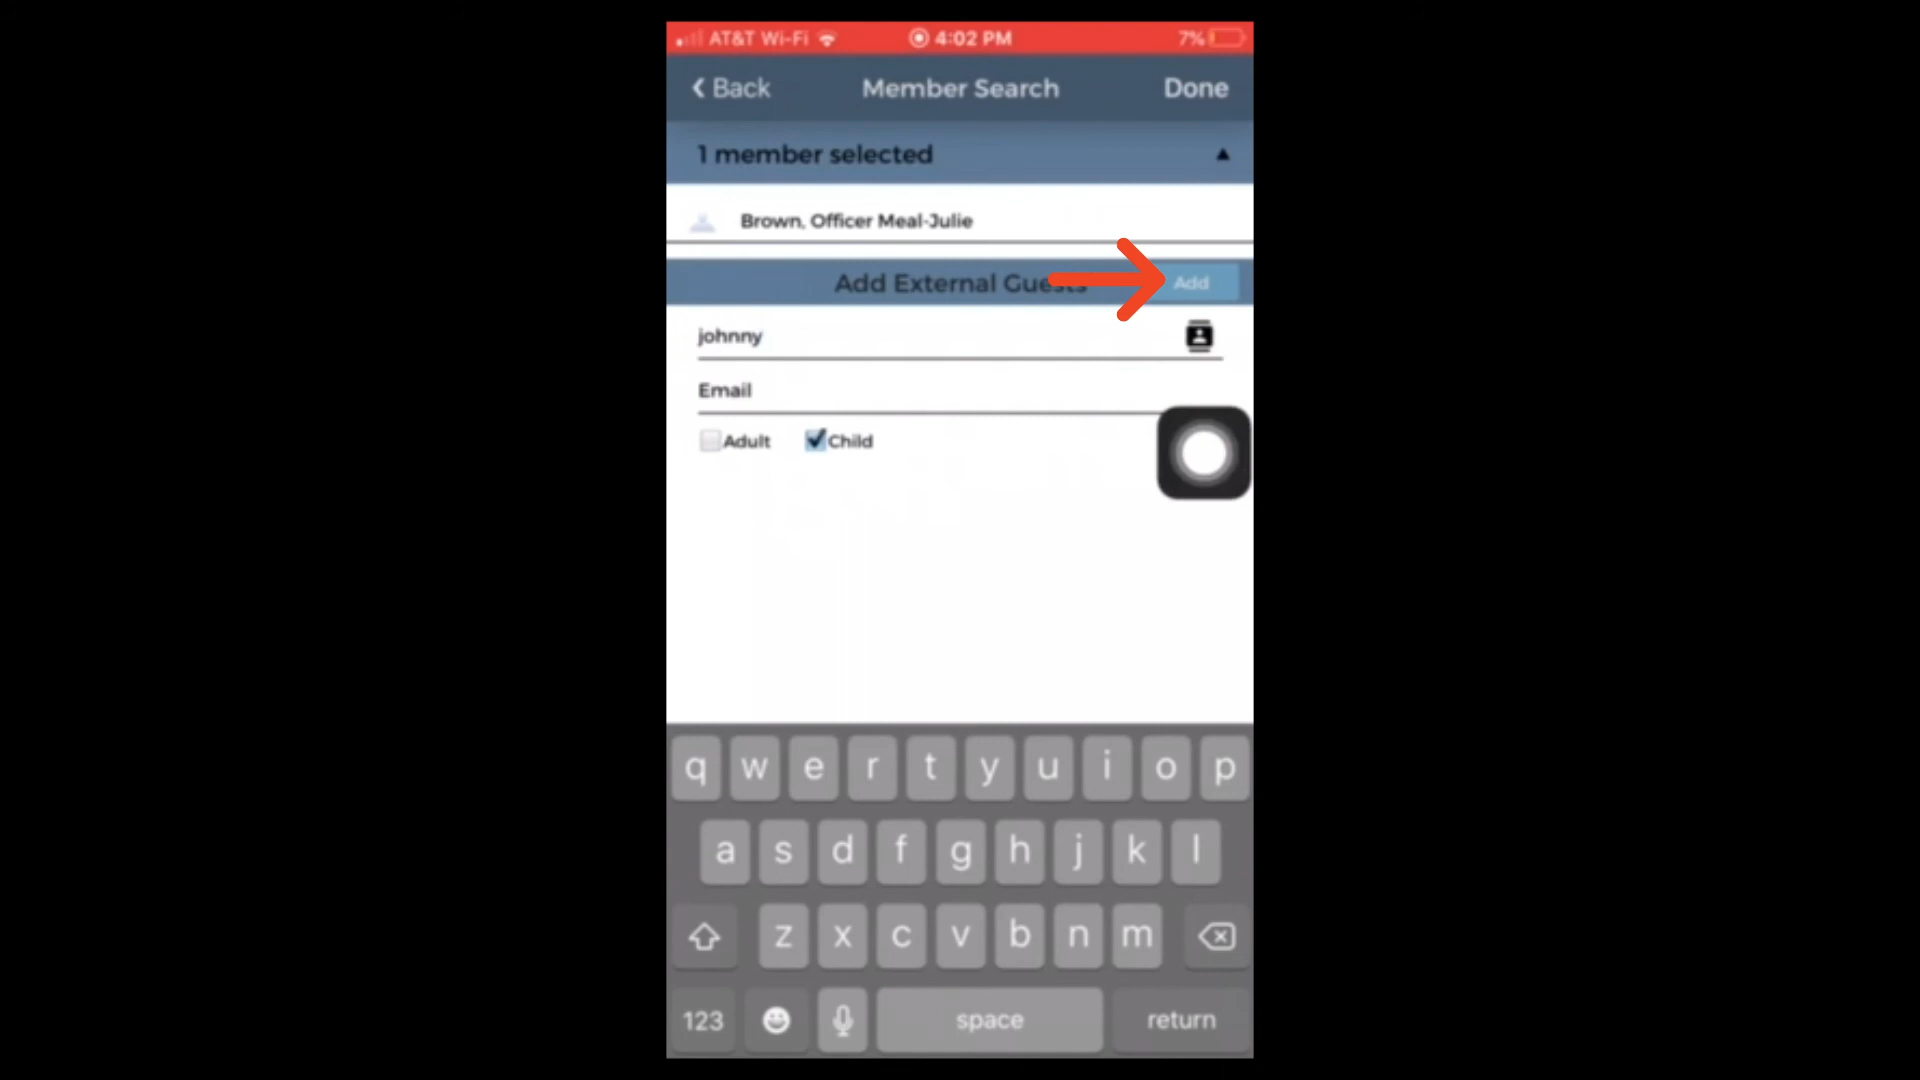 AT&T Wi-Fi 4:02 PM 7%
Back Member Search Done
1 member selected
Brown, Officer Meal-Julie
Add External Guests Add
johnny
Email
Adult Child
q w e r t y u i o p
a s d f g h j k l
z x c v b n m
123 space return